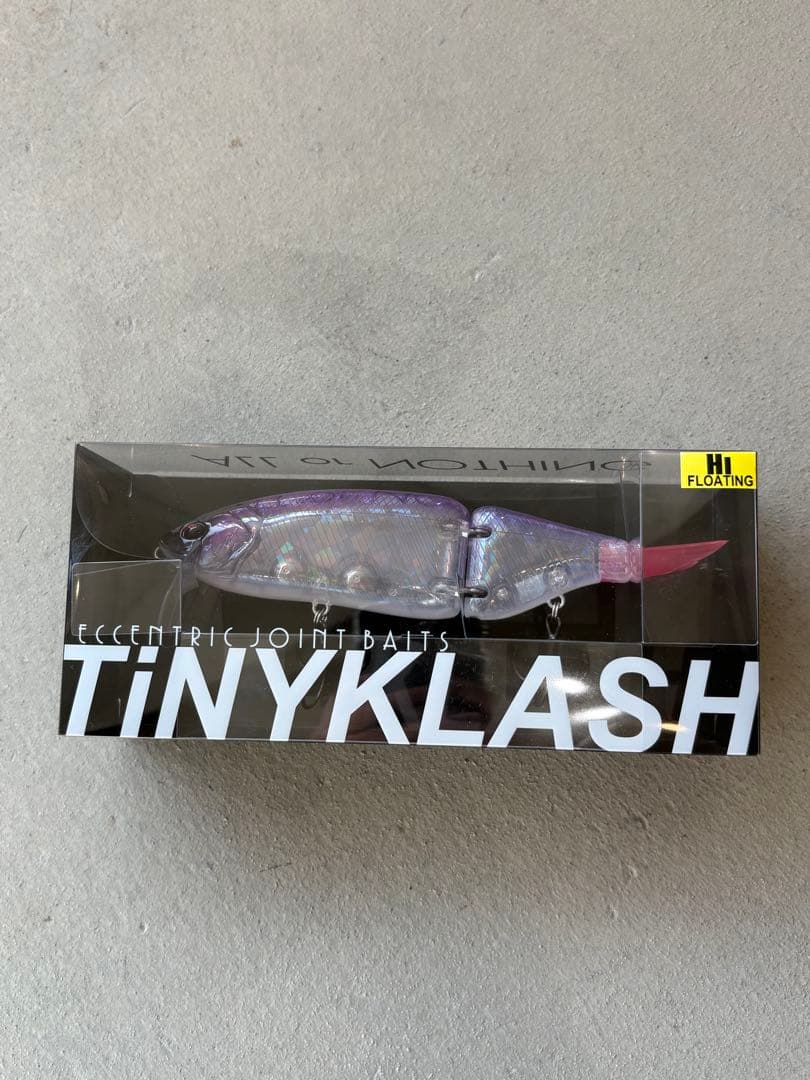 ALL or NOTHING
HI
FLOATING
ECCENTRIC JOINT BAITS
TiNYKLASH